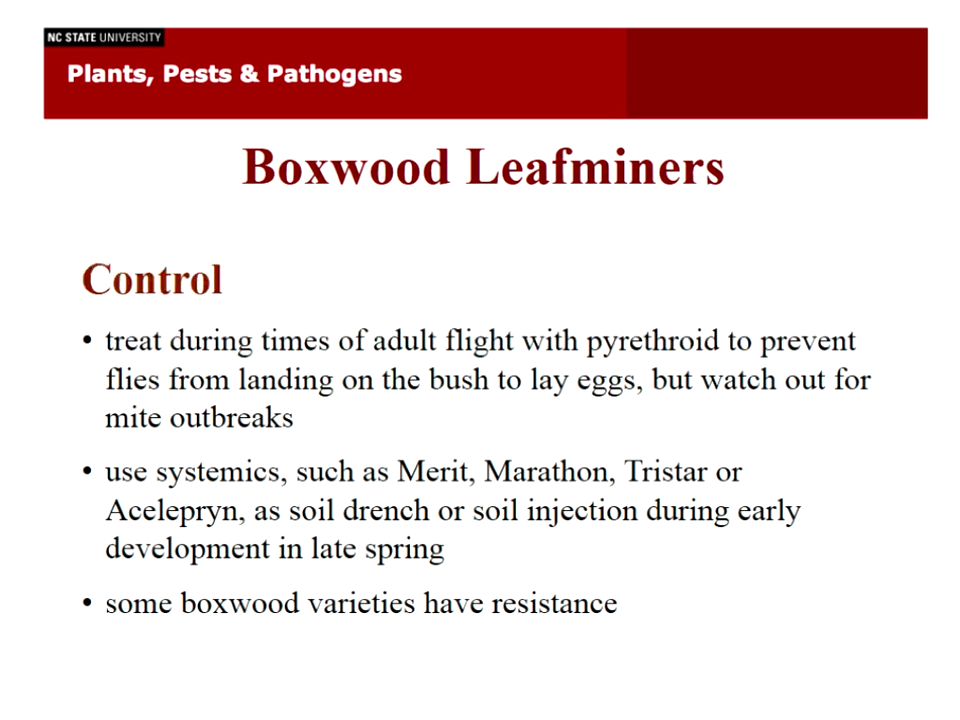 NC STATE UNIVERSITY
Plants, Pests & Pathogens
Boxwood Leafminers
Control
• treat during times of adult flight with pyrethroid to prevent
flies from landing on the bush to lay eggs, but watch out for
mite outbreaks
• use systemics, such as Merit, Marathon, Tristar or
Acelepryn, as soil drench or soil injection during early
development in late spring
• some boxwood varieties have resistance